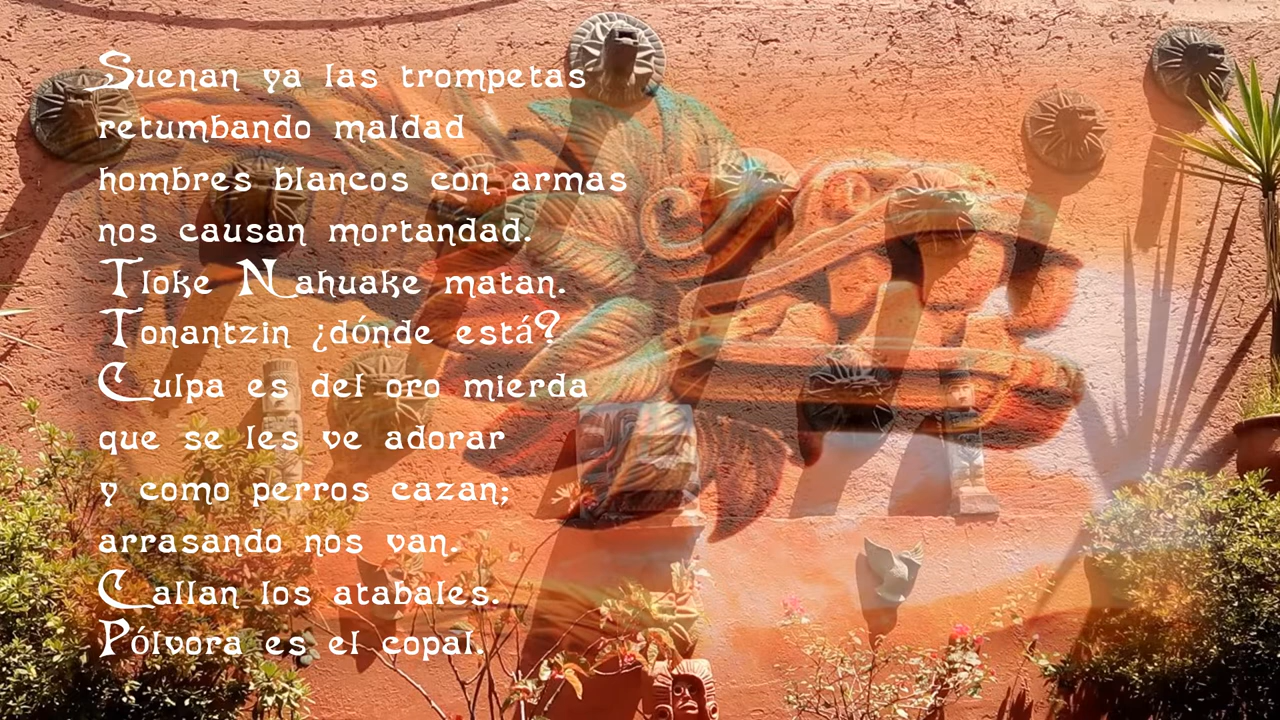 Suenan ya las trompetas
retumbando maldad
hombres blancos con armas
nos causan mortandad.
Tloke Nahuake matan.
Tonantzin ¿dónde está?
Culpa es del oro mierda
que se les ve adorar
y como perros cazan;
arrasando nos van.
Callan los atabales.
Pólvora es el copal.